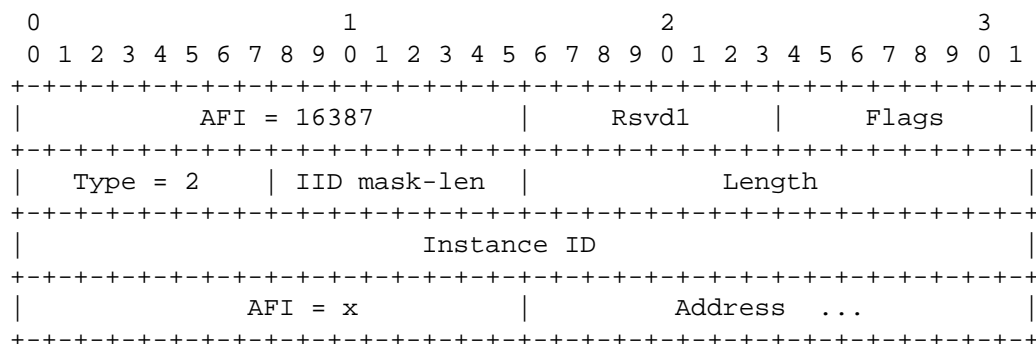 0                   1                   2                   3
 0 1 2 3 4 5 6 7 8 9 0 1 2 3 4 5 6 7 8 9 0 1 2 3 4 5 6 7 8 9 0 1
+-+-+-+-+-+-+-+-+-+-+-+-+-+-+-+-+-+-+-+-+-+-+-+-+-+-+-+-+-+-+-+-+
|           AFI = 16387         |     Rsvd1     |     Flags     |
+-+-+-+-+-+-+-+-+-+-+-+-+-+-+-+-+-+-+-+-+-+-+-+-+-+-+-+-+-+-+-+-+
|   Type = 2    | IID mask-len  |            Length             |
+-+-+-+-+-+-+-+-+-+-+-+-+-+-+-+-+-+-+-+-+-+-+-+-+-+-+-+-+-+-+-+-+
|                         Instance ID                           |
+-+-+-+-+-+-+-+-+-+-+-+-+-+-+-+-+-+-+-+-+-+-+-+-+-+-+-+-+-+-+-+-+
|              AFI = x          |         Address  ...          |
+-+-+-+-+-+-+-+-+-+-+-+-+-+-+-+-+-+-+-+-+-+-+-+-+-+-+-+-+-+-+-+-+